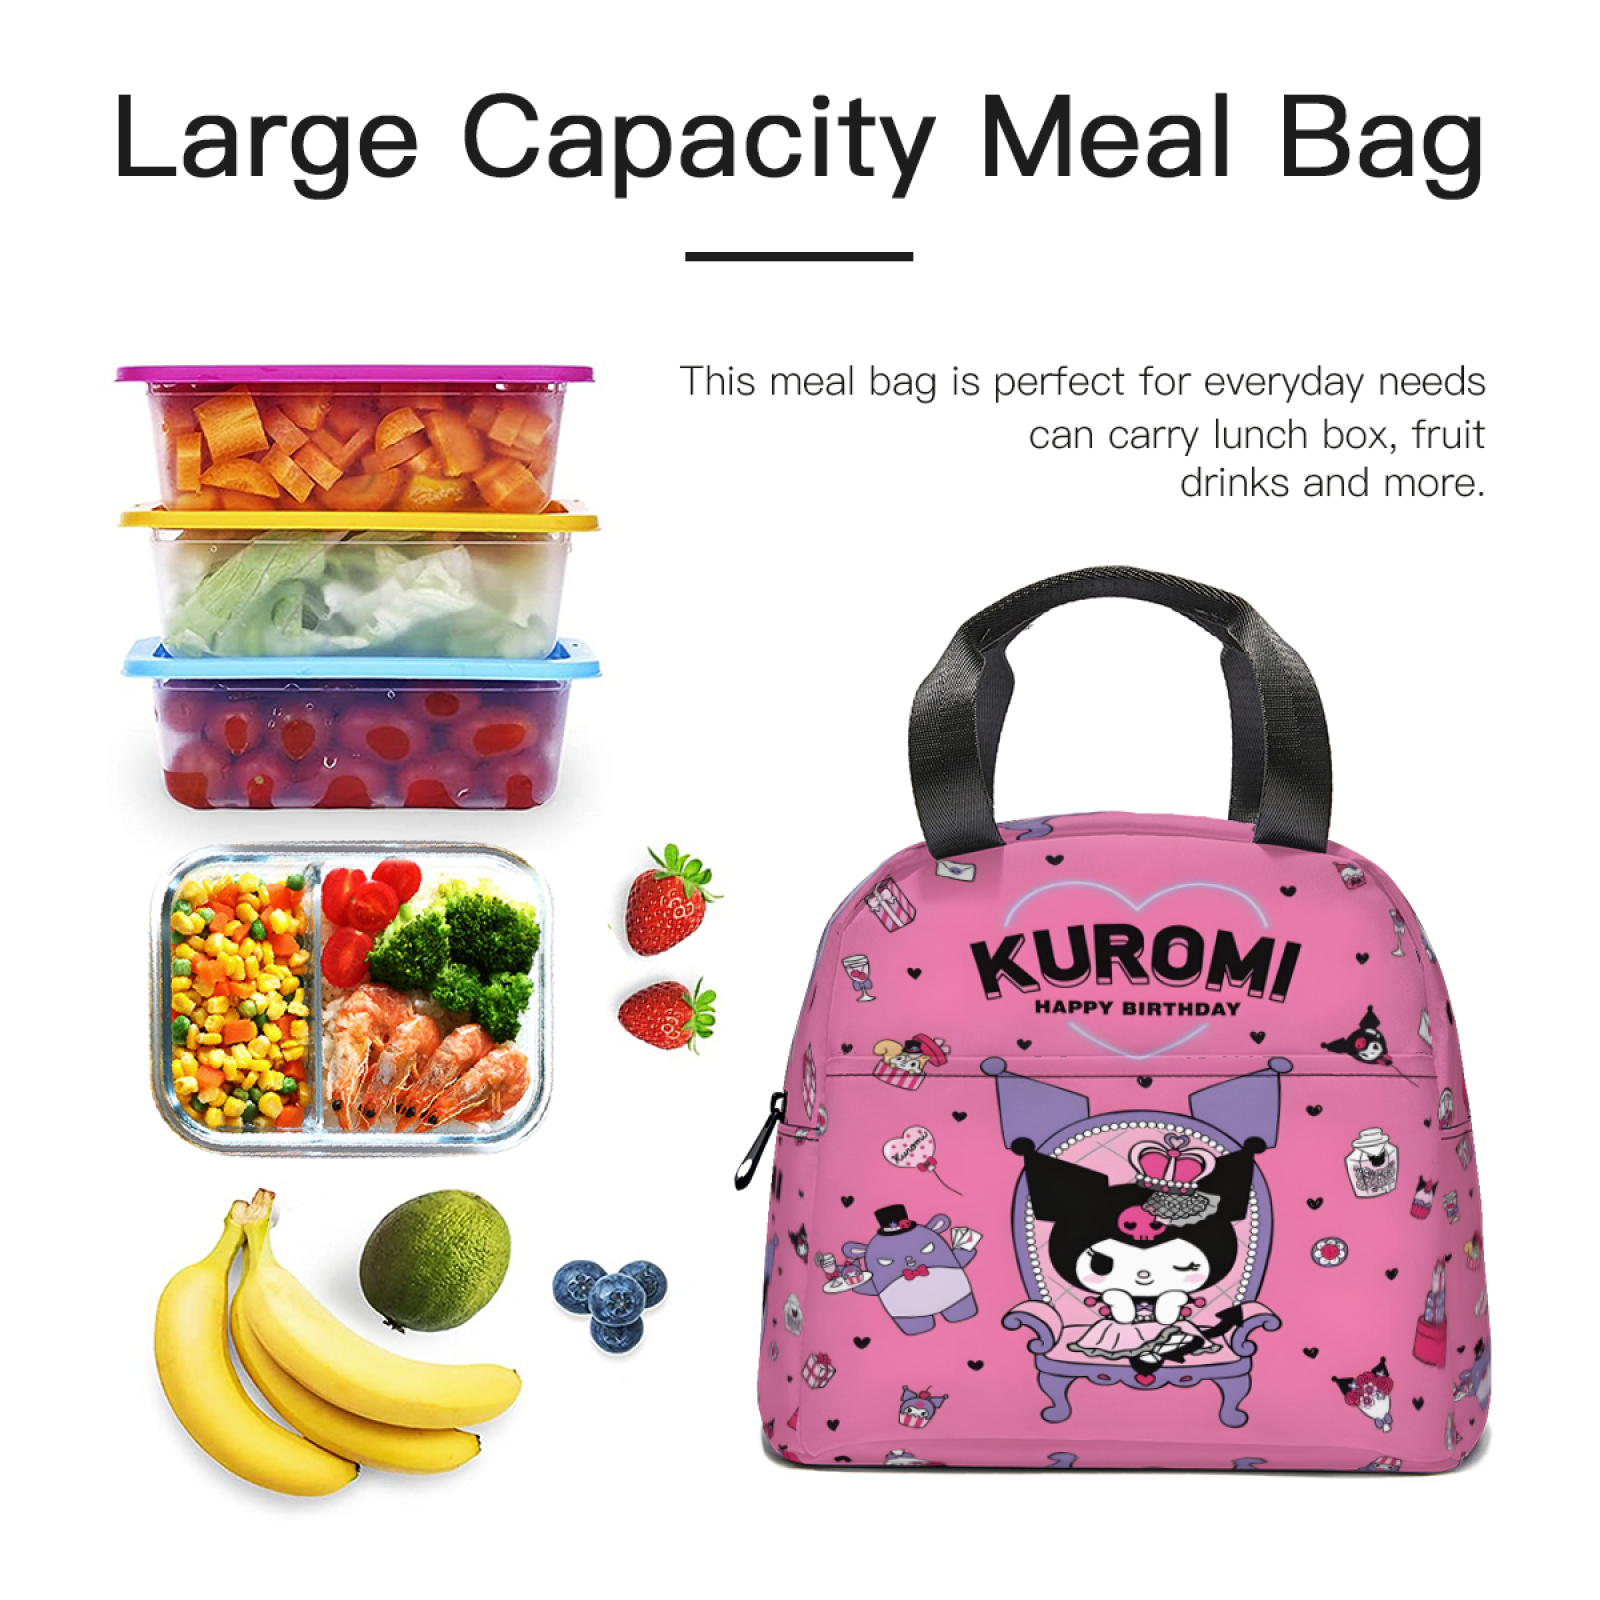 Large Capacity Meal Bag
This meal bag is perfect for everyday needs
can carry lunch box, fruit
drinks and more.
KUROMI
HAPPY BIRTHDAY
Kuromi